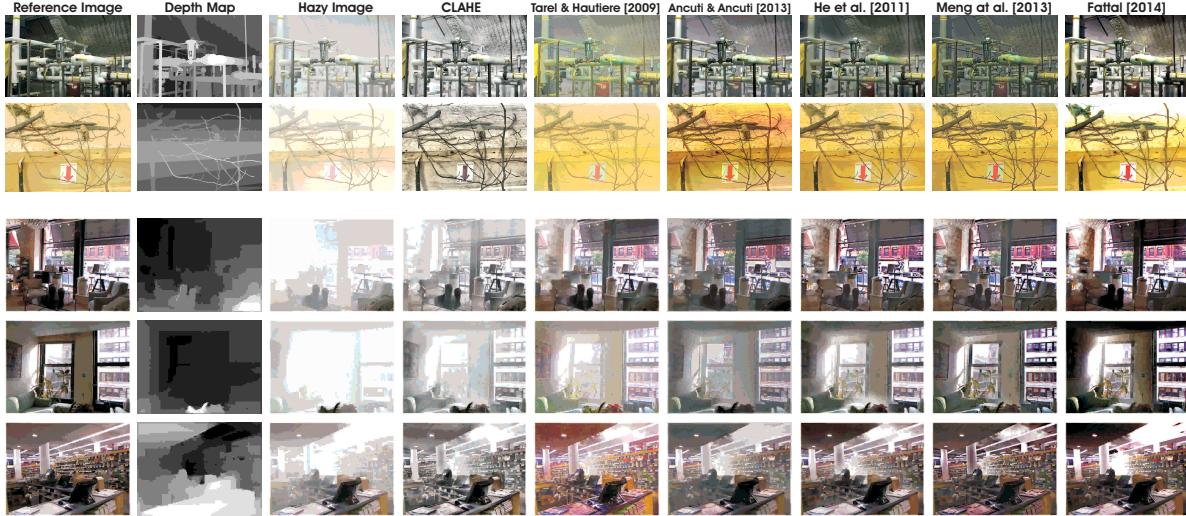 Reference Image Depth Map Hazy Image CLAHE Tarel & Hautiere [2009] Ancuti & Ancuti [2013] He et al. [2011] Meng at al. [2013] Fattal [2014]